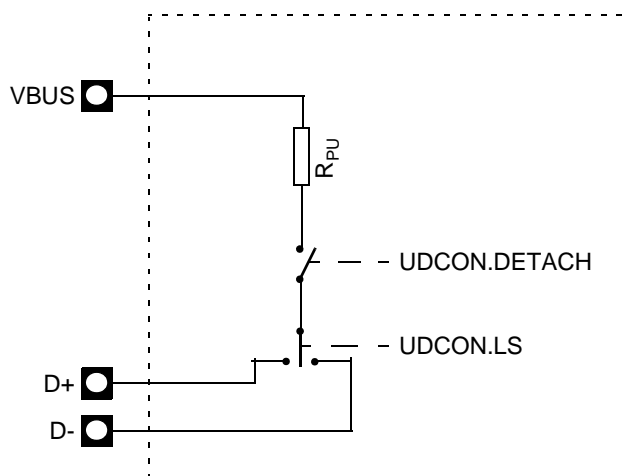 VBUS
RPU
UDCON.DETACH
UDCON.LS
D+
D-